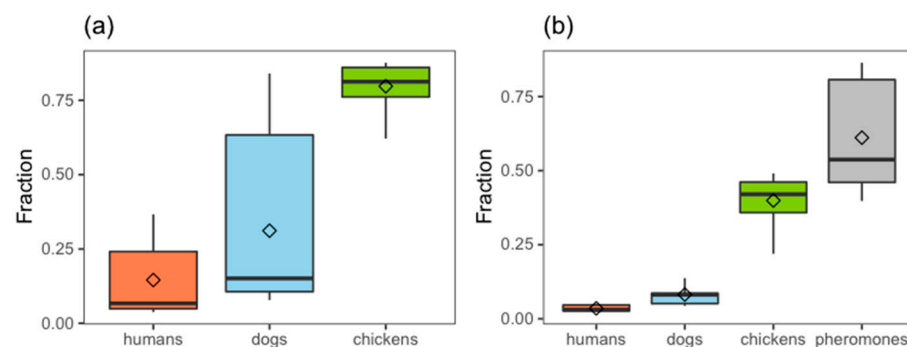 (a)
Fraction
0.75
0.50
0.25
0.00
humans dogs chickens
(b)
Fraction
0.75
0.50
0.25
0.00
humans dogs chickens pheromones